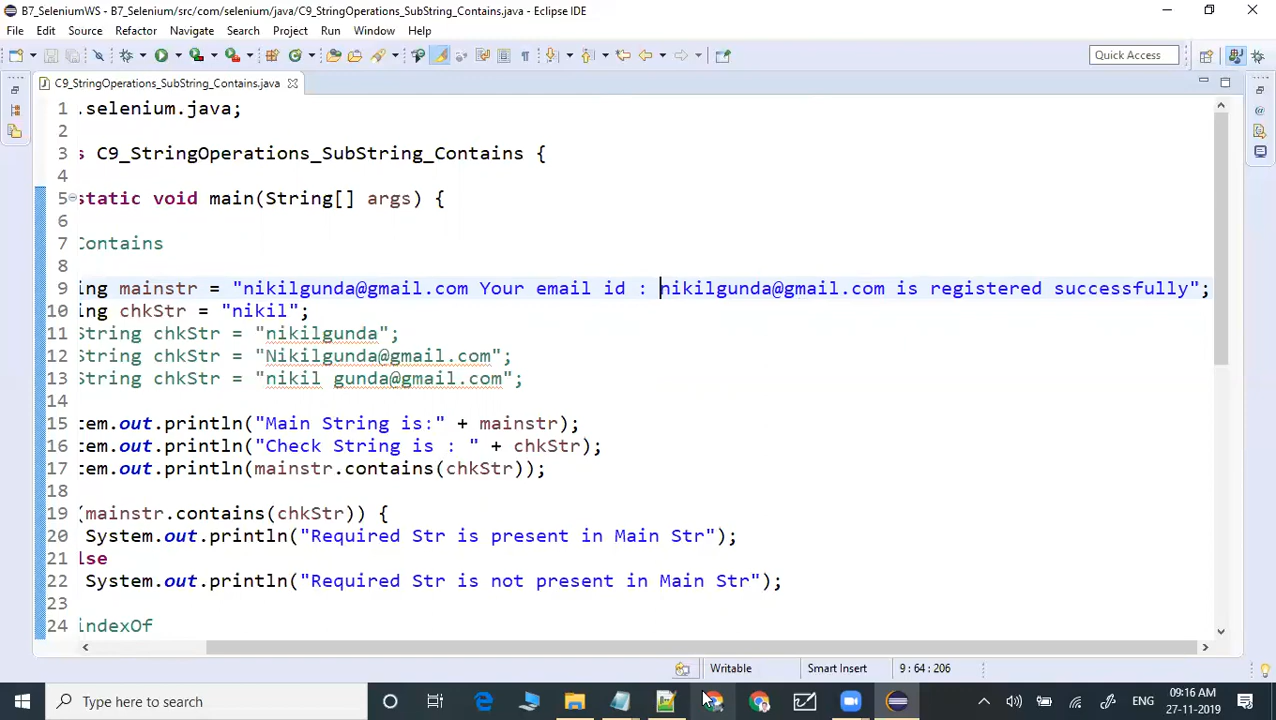 B7_SeleniumWS - B7_Selenium/src/com/selenium/java/C9_StringOperations_SubString_Contains.java - Eclipse IDE
File Edit Source Refactor Navigate Search Project Run Window Help
Quick Access
C9_StringOperations_SubString_Contains.java
1 .selenium.java;
2
3 s C9_StringOperations_SubString_Contains {
4
5 static void main(String[] args) {
6
7 Contains
8
9 ing mainstr = "nikilgunda@gmail.com Your email id : nikilgunda@gmail.com is registered successfully";
10 ing chkStr = "nikil";
11 String chkStr = "nikilgunda";
12 String chkStr = "Nikilgunda@gmail.com";
13 String chkStr = "nikil gunda@gmail.com";
14
15 tem.out.println("Main String is:" + mainstr);
16 tem.out.println("Check String is : " + chkStr);
17 tem.out.println(mainstr.contains(chkStr));
18
19 (mainstr.contains(chkStr)) {
20 System.out.println("Required Str is present in Main Str");
21 lse
22 System.out.println("Required Str is not present in Main Str");
23
24 indexOf
Writable Smart Insert 9 : 64 : 206
Type here to search
ENG
09:16 AM
27-11-2019